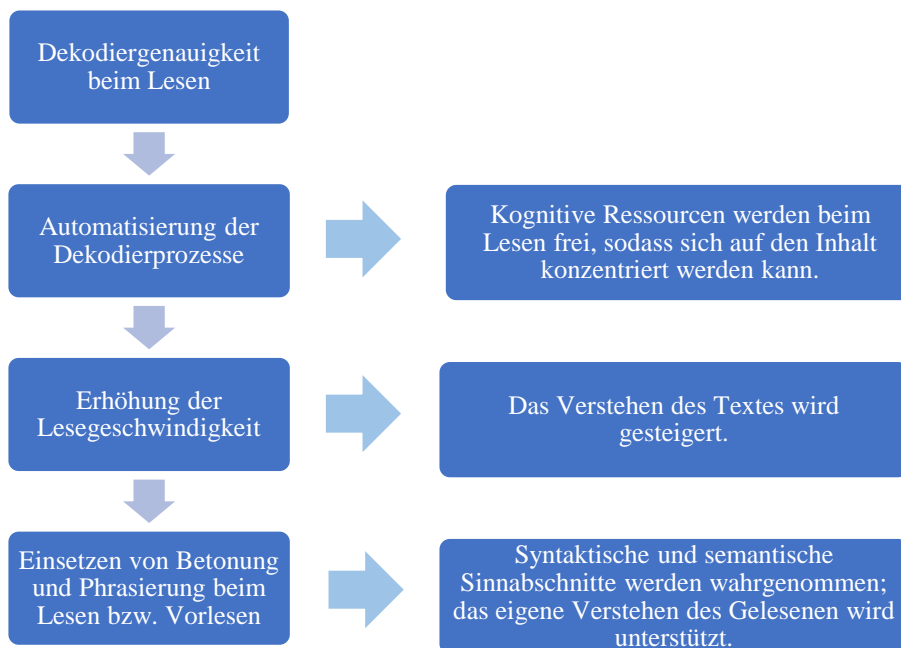 Dekodiergenauigkeit
beim Lesen
Automatisierung der
Dekodierprozesse
Kognitive Ressourcen werden beim
Lesen frei, sodass sich auf den Inhalt
konzentriert werden kann.
Erhöhung der
Lesegeschwindigkeit
Das Verstehen des Textes wird
gesteigert.
Einsetzen von Betonung
und Phrasierung beim
Lesen bzw. Vorlesen
Syntaktische und semantische
Sinnabschnitte werden wahrgenommen;
das eigene Verstehen des Gelesenen wird
unterstützt.